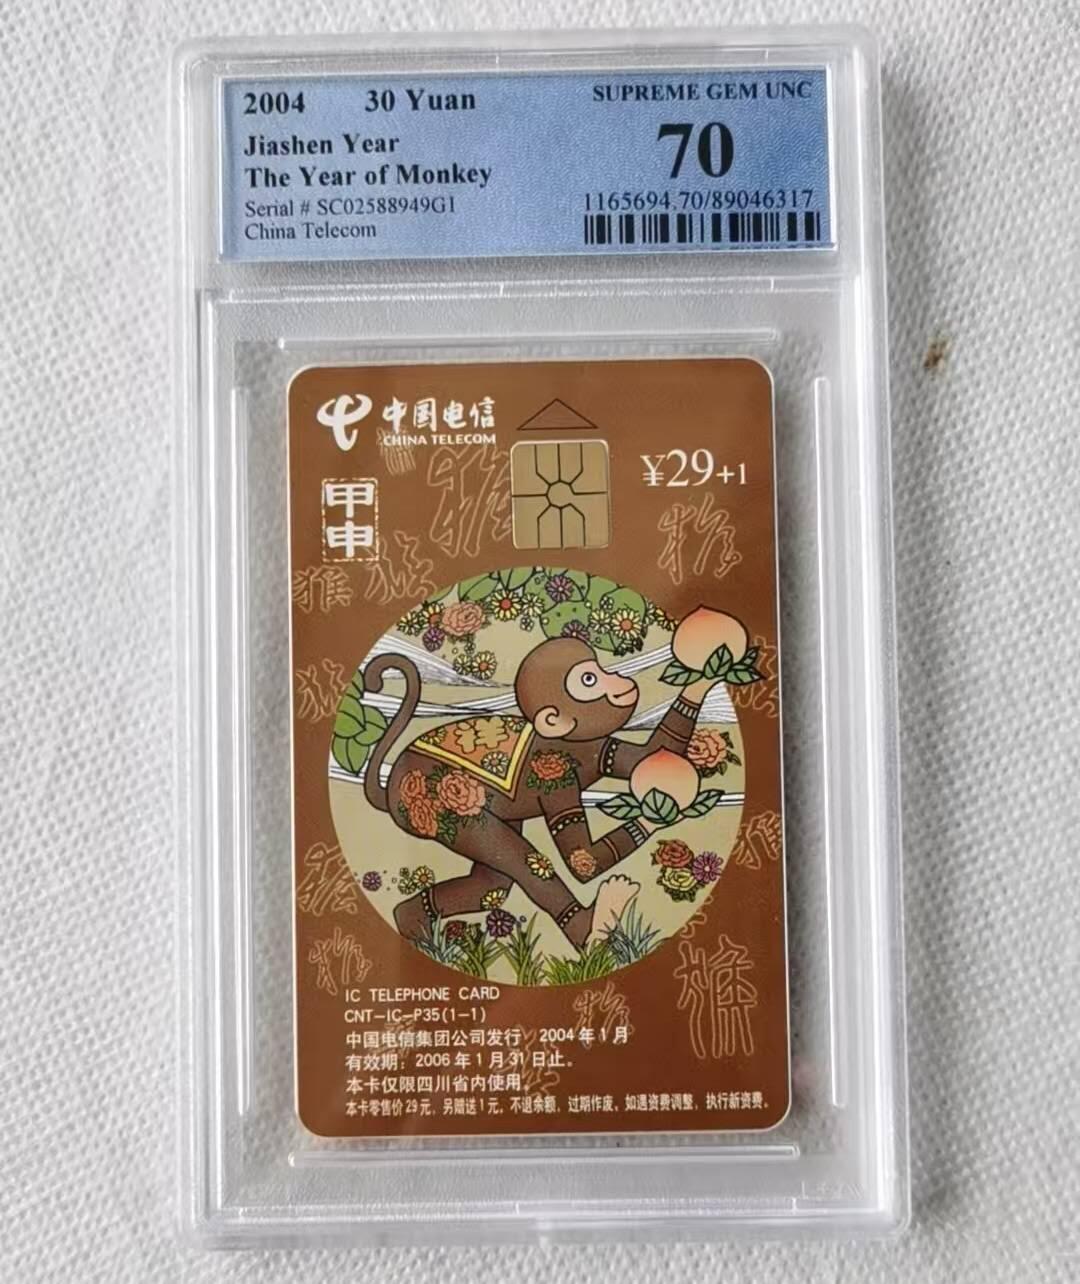 2004 30 Yuan
SUPREME GEM UNC
Jiashen Year
70
The Year of Monkey
Serial # SC02588949G1
1165694.70/89046317
China Telecom
中国电信
CHINA TELECOM
¥29+1
甲申
猴
祥
IC TELEPHONE CARD
CNT-IC-P35(1-1)
中国电信集团公司发行 2004年1月
有效期：2006年1月31日止。
本卡仅限四川省内使用。
本卡零售价29元，另赠送1元，不退余额，过期作废。如遇资费调整，执行新资费。